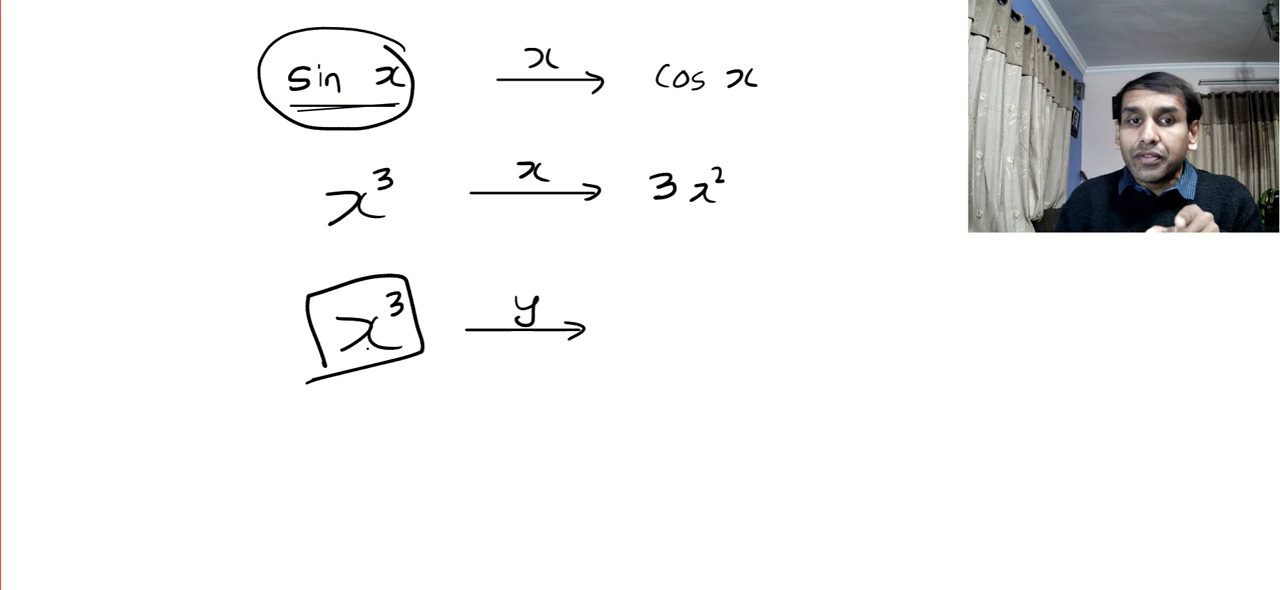 sin x x→ cos x
x³ x→ 3x²
x³ y→